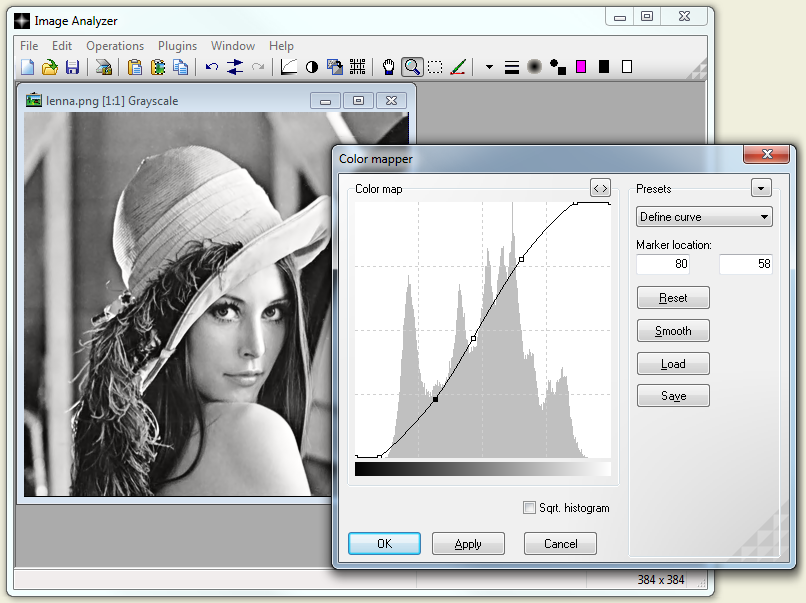 Image Analyzer
File Edit Operations Plugins Window Help
lenna.png [1:1] Grayscale
Color mapper
Color map
< >
Presets
Define curve
Marker location:
80 58
Reset
Smooth
Load
Save
Sqrt. histogram
OK Apply Cancel
384 x 384